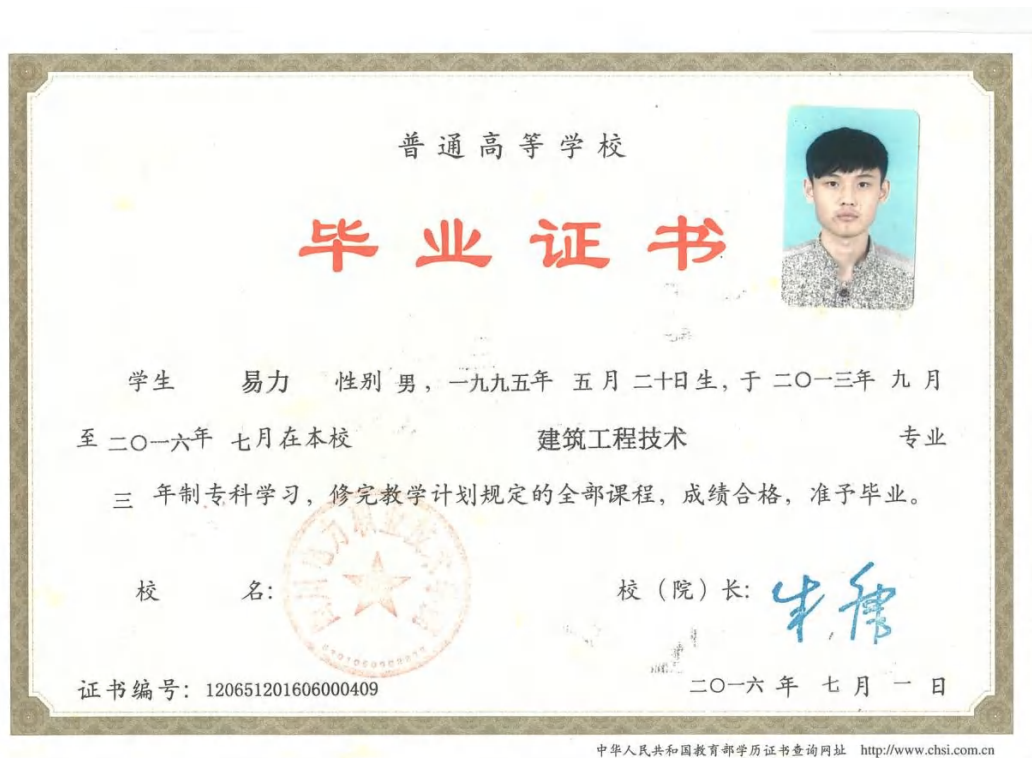 普通高等学校
毕业证书
学生 易力 性别 男，一九九五年 五月二十日生，于二〇一三年 九月
至二〇一六年 七月在本校 建筑工程技术 专业
三 年制专科学习，修完教学计划规定的全部课程，成绩合格，准予毕业。
校 名： 校（院）长：
证书编号：120651201606000409 二〇一六年 七月 一日
中华人民共和国教育部学历证书查询网址 http://www.chsi.com.cn